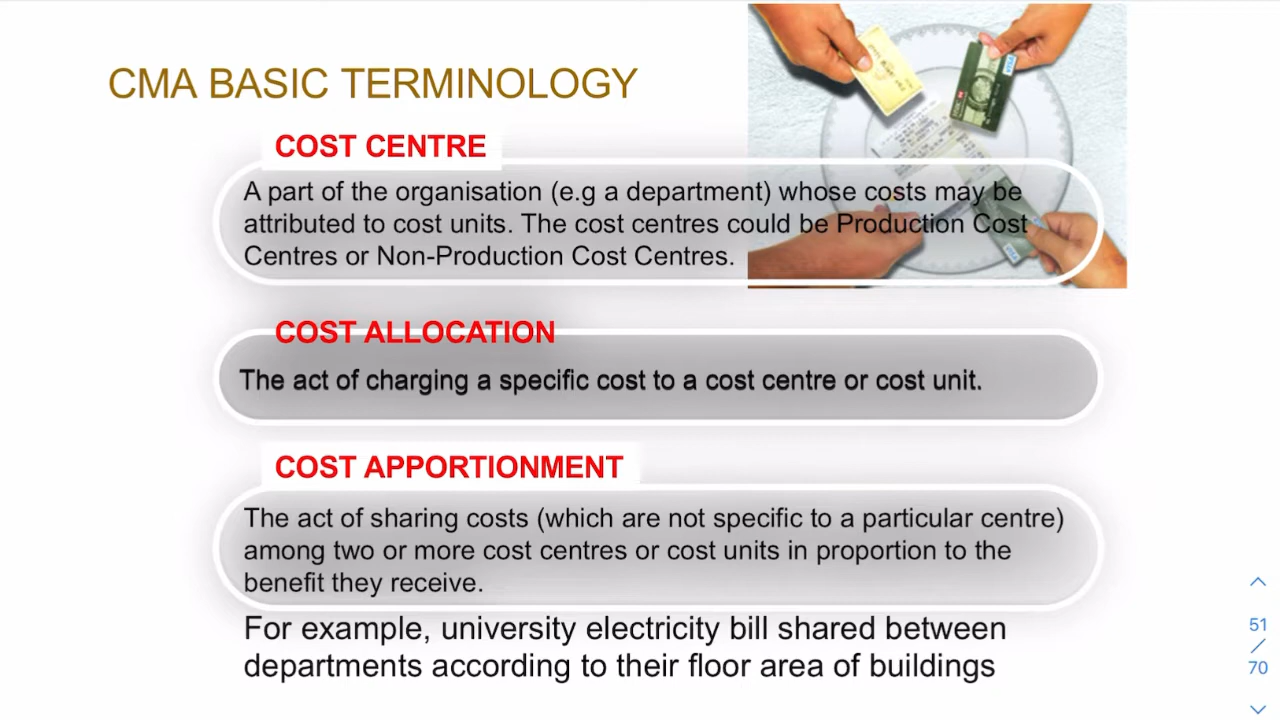 CMA BASIC TERMINOLOGY
COST CENTRE
A part of the organisation (e.g a department) whose costs may be
attributed to cost units. The cost centres could be Production Cost
Centres or Non-Production Cost Centres.
COST ALLOCATION
The act of charging a specific cost to a cost centre or cost unit.
COST APPORTIONMENT
The act of sharing costs (which are not specific to a particular centre)
among two or more cost centres or cost units in proportion to the
benefit they receive.
For example, university electricity bill shared between
departments according to their floor area of buildings
51
/
70